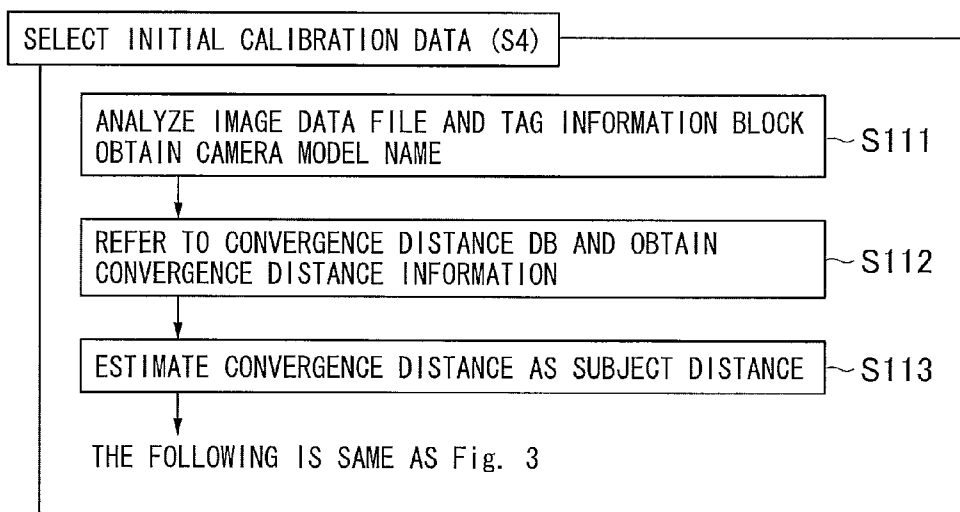 SELECT INITIAL CALIBRATION DATA (S4)
ANALYZE IMAGE DATA FILE AND TAG INFORMATION BLOCK
OBTAIN CAMERA MODEL NAME
S111
REFER TO CONVERGENCE DISTANCE DB AND OBTAIN
CONVERGENCE DISTANCE INFORMATION
S112
ESTIMATE CONVERGENCE DISTANCE AS SUBJECT DISTANCE
S113
THE FOLLOWING IS SAME AS Fig. 3